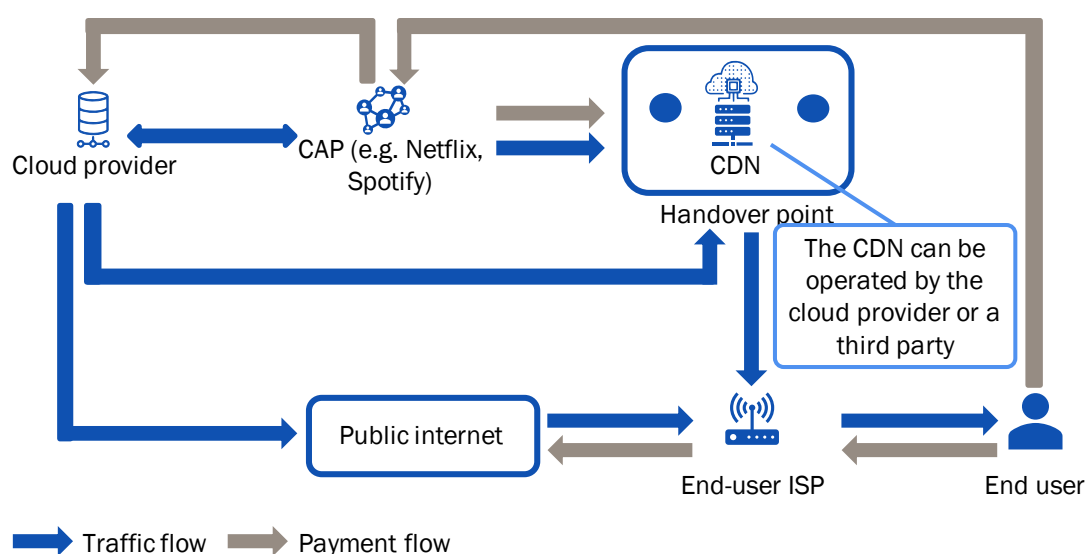 Cloud provider
CAP (e.g. Netflix,
Spotify)
CDN
Handover point
The CDN can be
operated by the
cloud provider or a
third party
Public internet
End-user ISP
End user
Traffic flow
Payment flow